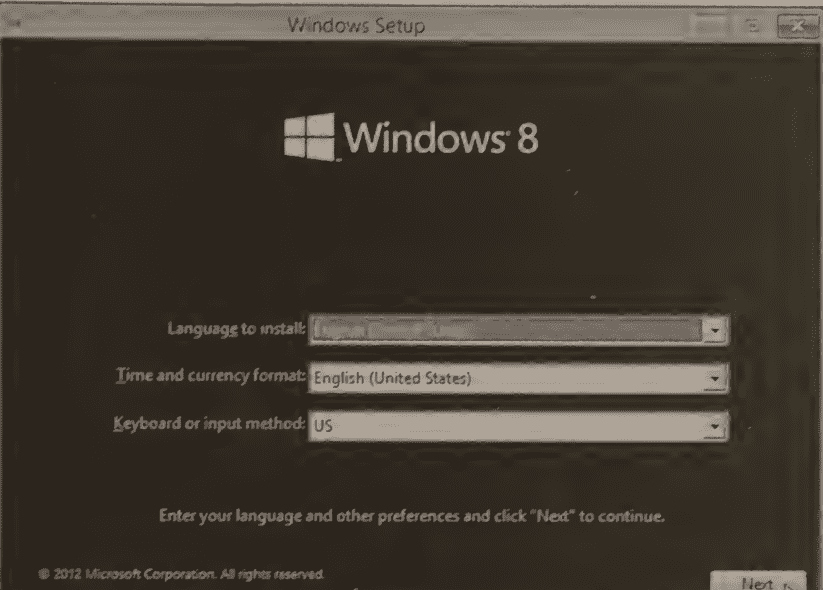 Windows Setup
Windows 8
Language to install:
Time and currency format: English (United States)
Keyboard or input method: US
Enter your language and other preferences and click "Next" to continue.
© 2012 Microsoft Corporation. All rights reserved.
Next